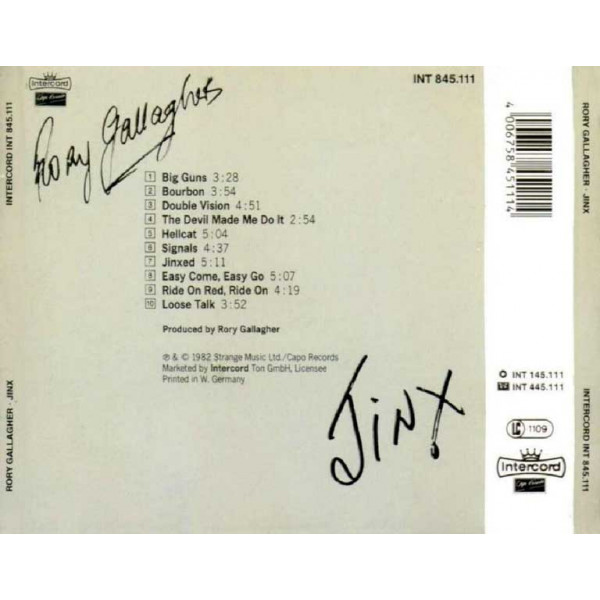 Intercord
INTERCORD INT 845.111
RORY GALLAGHER · JINX
Rory Gallagher
INT 845.111
1 Big Guns 3:28
2 Bourbon 3:54
3 Double Vision 4:51
4 The Devil Made Me Do It 2:54
5 Hellcat 5:04
6 Signals 4:37
7 Jinxed 5:11
8 Easy Come, Easy Go 5:07
9 Ride On Red, Ride On 4:19
10 Loose Talk 3:52
Produced by Rory Gallagher
℗ & © 1982 Strange Music Ltd./Capo Records
Marketed by Intercord Ton GmbH, Licensee
Printed in W. Germany
Jinx
4 006758 451114
INT 145.111
INT 445.111
LC 1109
Intercord
RORY GALLAGHER · JINX
INTERCORD INT 845.111